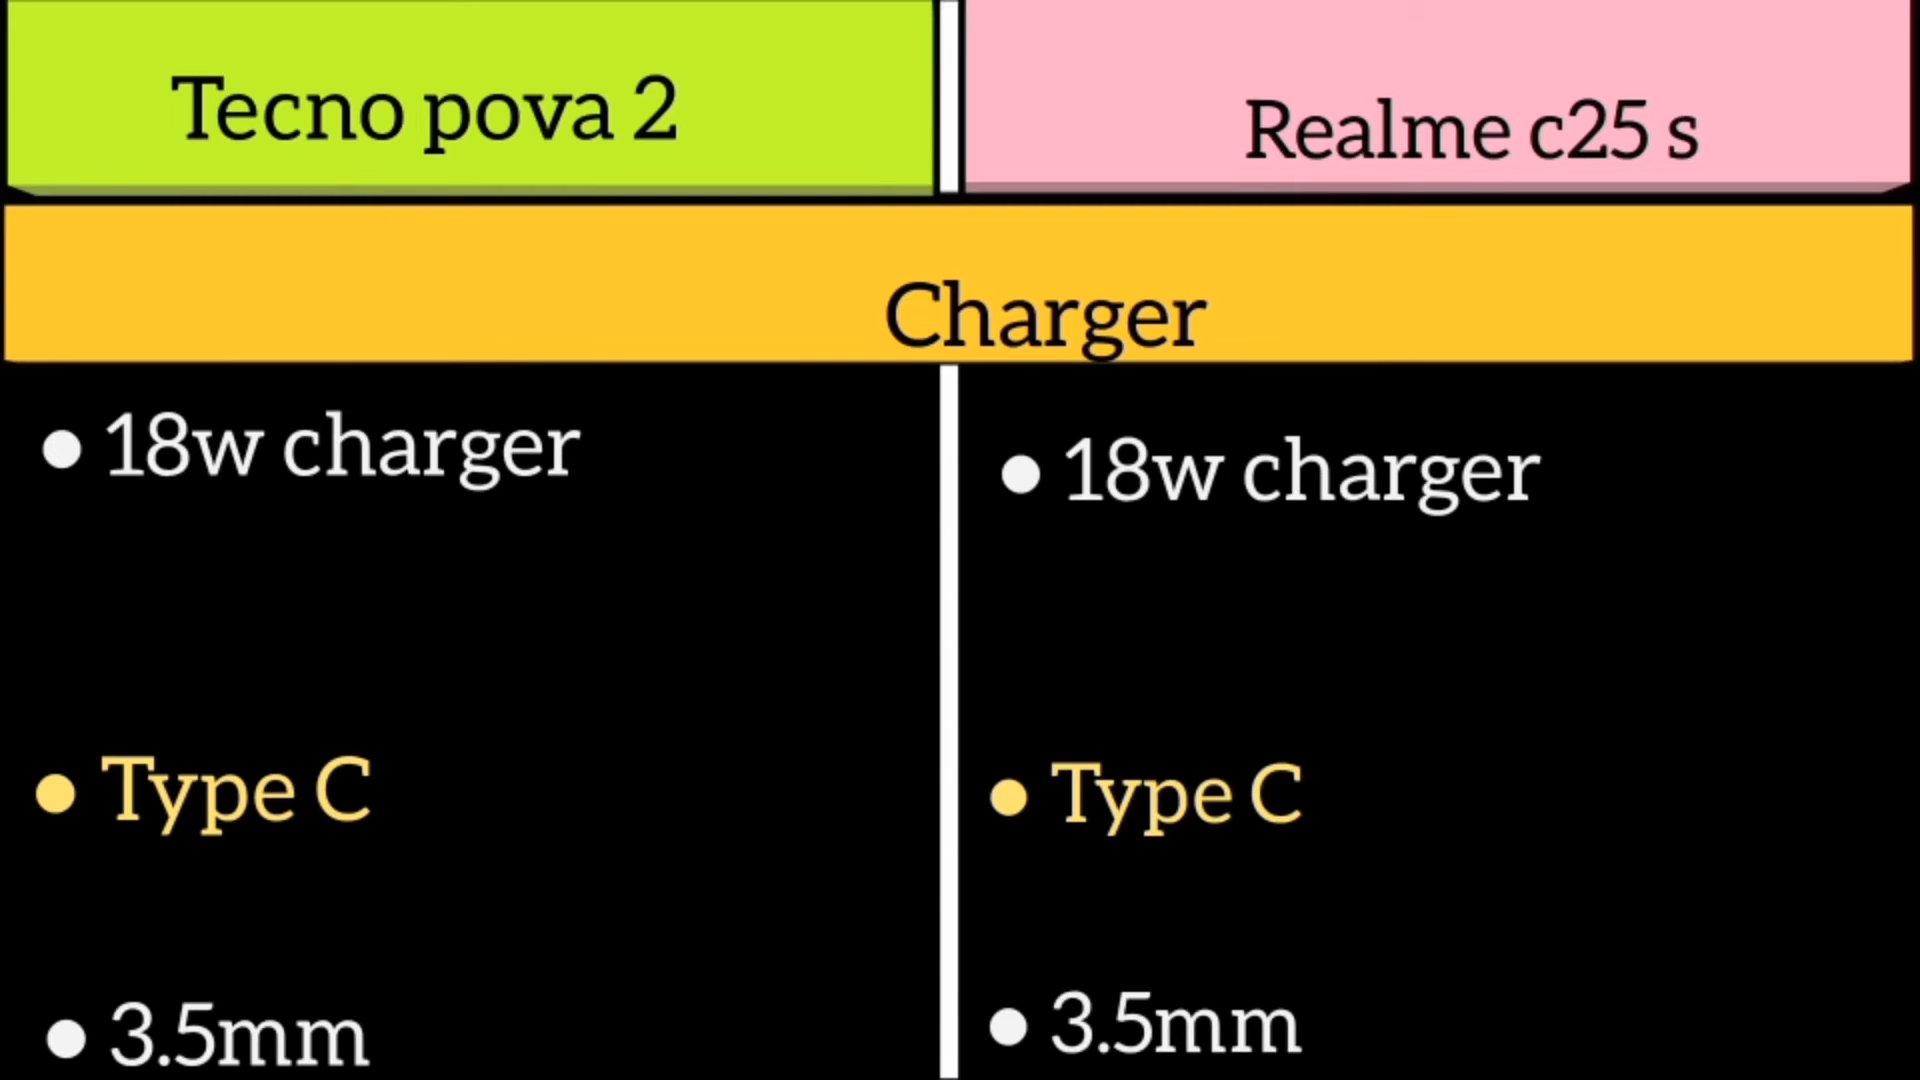 Tecno pova 2
Realme c25 s
Charger
18w charger
18w charger
Type C
Type C
3.5mm
3.5mm